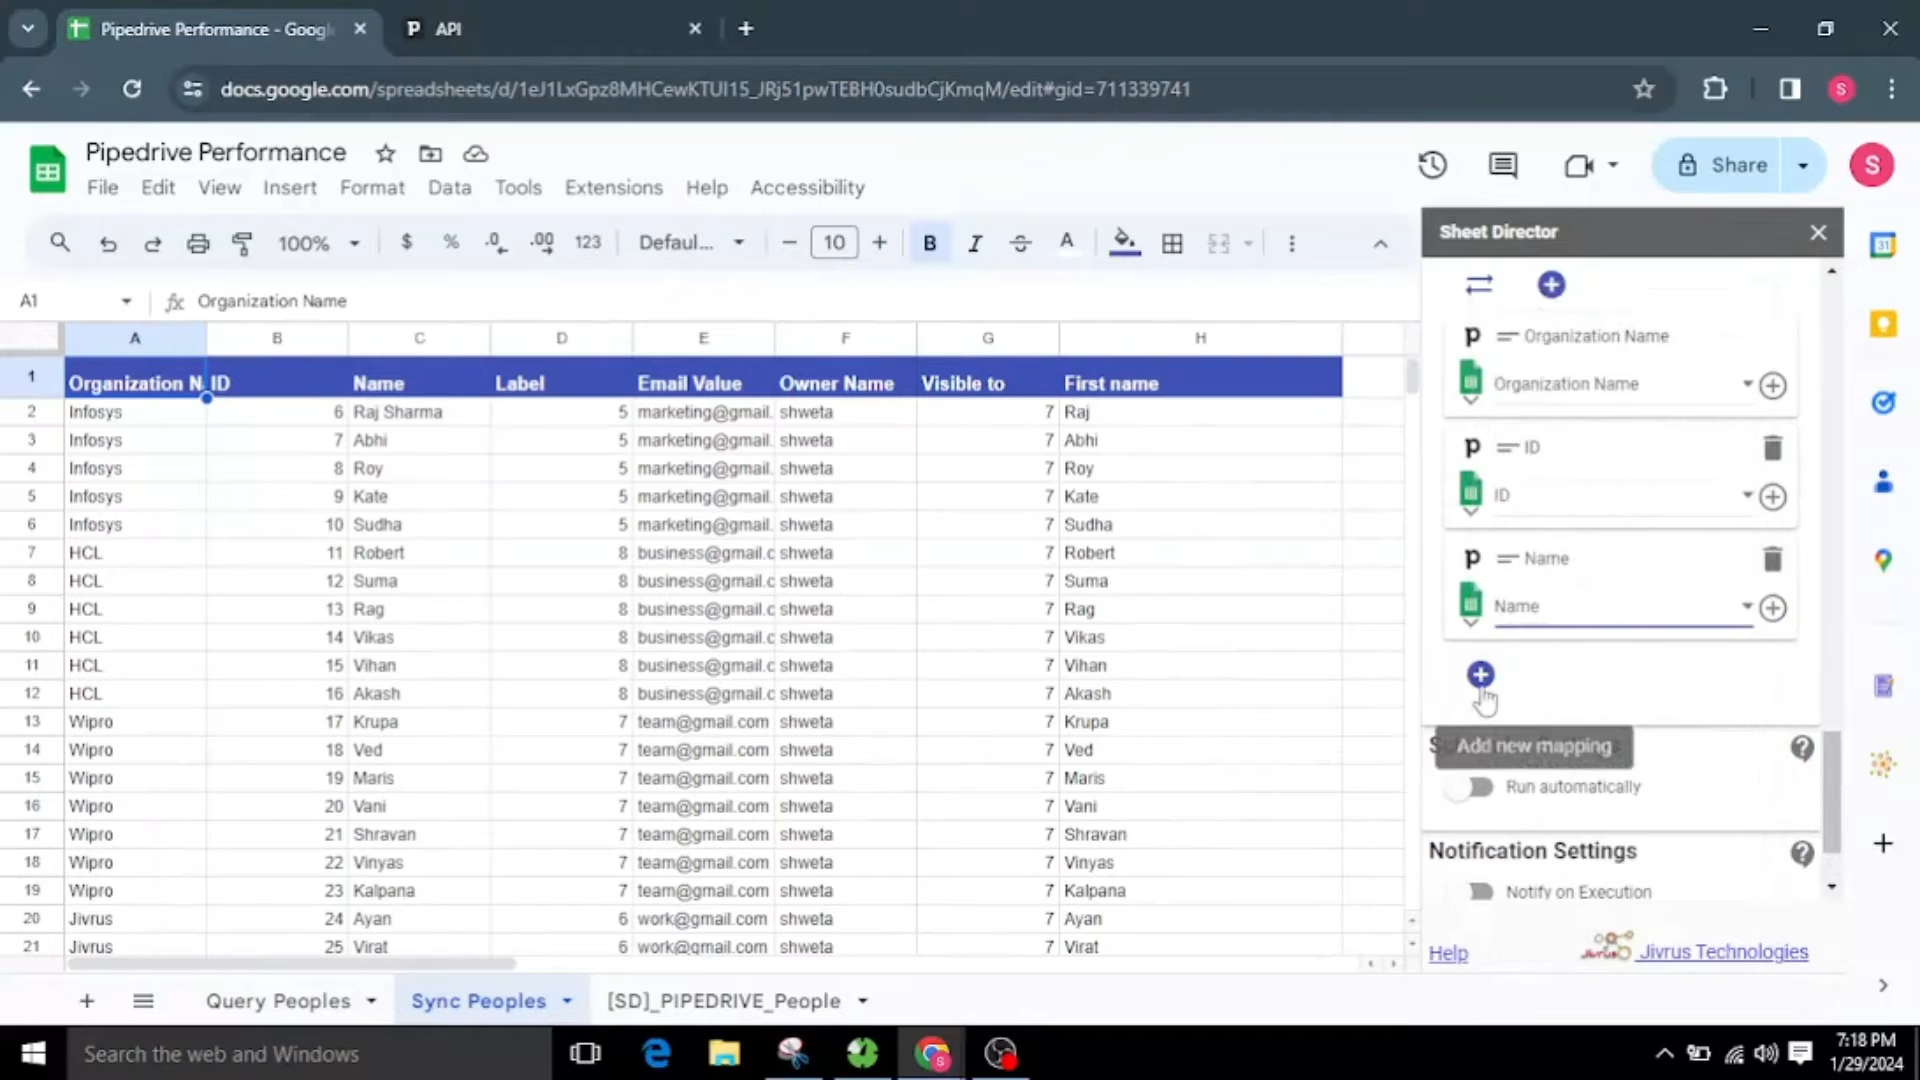 Pipedrive Performance - Googl
API
docs.google.com/spreadsheets/d/1eJ1LxGpz8MHCewKTUI15_JRj51pwTEBH0sudbCjKmqM/edit#gid=711339741
Pipedrive Performance
File Edit View Insert Format Data Tools Extensions Help Accessibility
Share
S
100% $ % .0 .00 123 Defaul... 10 B I A
A1 fx Organization Name
A B C D E F G H
1 Organization N ID Name Label Email Value Owner Name Visible to First name
2 Infosys 6 Raj Sharma 5 marketing@gmail. shweta 7 Raj
3 Infosys 7 Abhi 5 marketing@gmail. shweta 7 Abhi
4 Infosys 8 Roy 5 marketing@gmail. shweta 7 Roy
5 Infosys 9 Kate 5 marketing@gmail. shweta 7 Kate
6 Infosys 10 Sudha 5 marketing@gmail. shweta 7 Sudha
7 HCL 11 Robert 8 business@gmail.c shweta 7 Robert
8 HCL 12 Suma 8 business@gmail.c shweta 7 Suma
9 HCL 13 Rag 8 business@gmail.c shweta 7 Rag
10 HCL 14 Vikas 8 business@gmail.c shweta 7 Vikas
11 HCL 15 Vihan 8 business@gmail.c shweta 7 Vihan
12 HCL 16 Akash 8 business@gmail.c shweta 7 Akash
13 Wipro 17 Krupa 7 team@gmail.com shweta 7 Krupa
14 Wipro 18 Ved 7 team@gmail.com shweta 7 Ved
15 Wipro 19 Maris 7 team@gmail.com shweta 7 Maris
16 Wipro 20 Vani 7 team@gmail.com shweta 7 Vani
17 Wipro 21 Shravan 7 team@gmail.com shweta 7 Shravan
18 Wipro 22 Vinyas 7 team@gmail.com shweta 7 Vinyas
19 Wipro 23 Kalpana 7 team@gmail.com shweta 7 Kalpana
20 Jivrus 24 Ayan 6 work@gmail.com shweta 7 Ayan
21 Jivrus 25 Virat 6 work@gmail.com shweta 7 Virat
Sheet Director
Organization Name
Organization Name
ID
ID
Name
Name
Add new mapping
Run automatically
Notification Settings
Notify on Execution
Help
Jivrus Technologies
Query Peoples Sync Peoples [SD]_PIPEDRIVE_People
Search the web and Windows
7:18 PM
1/29/2024